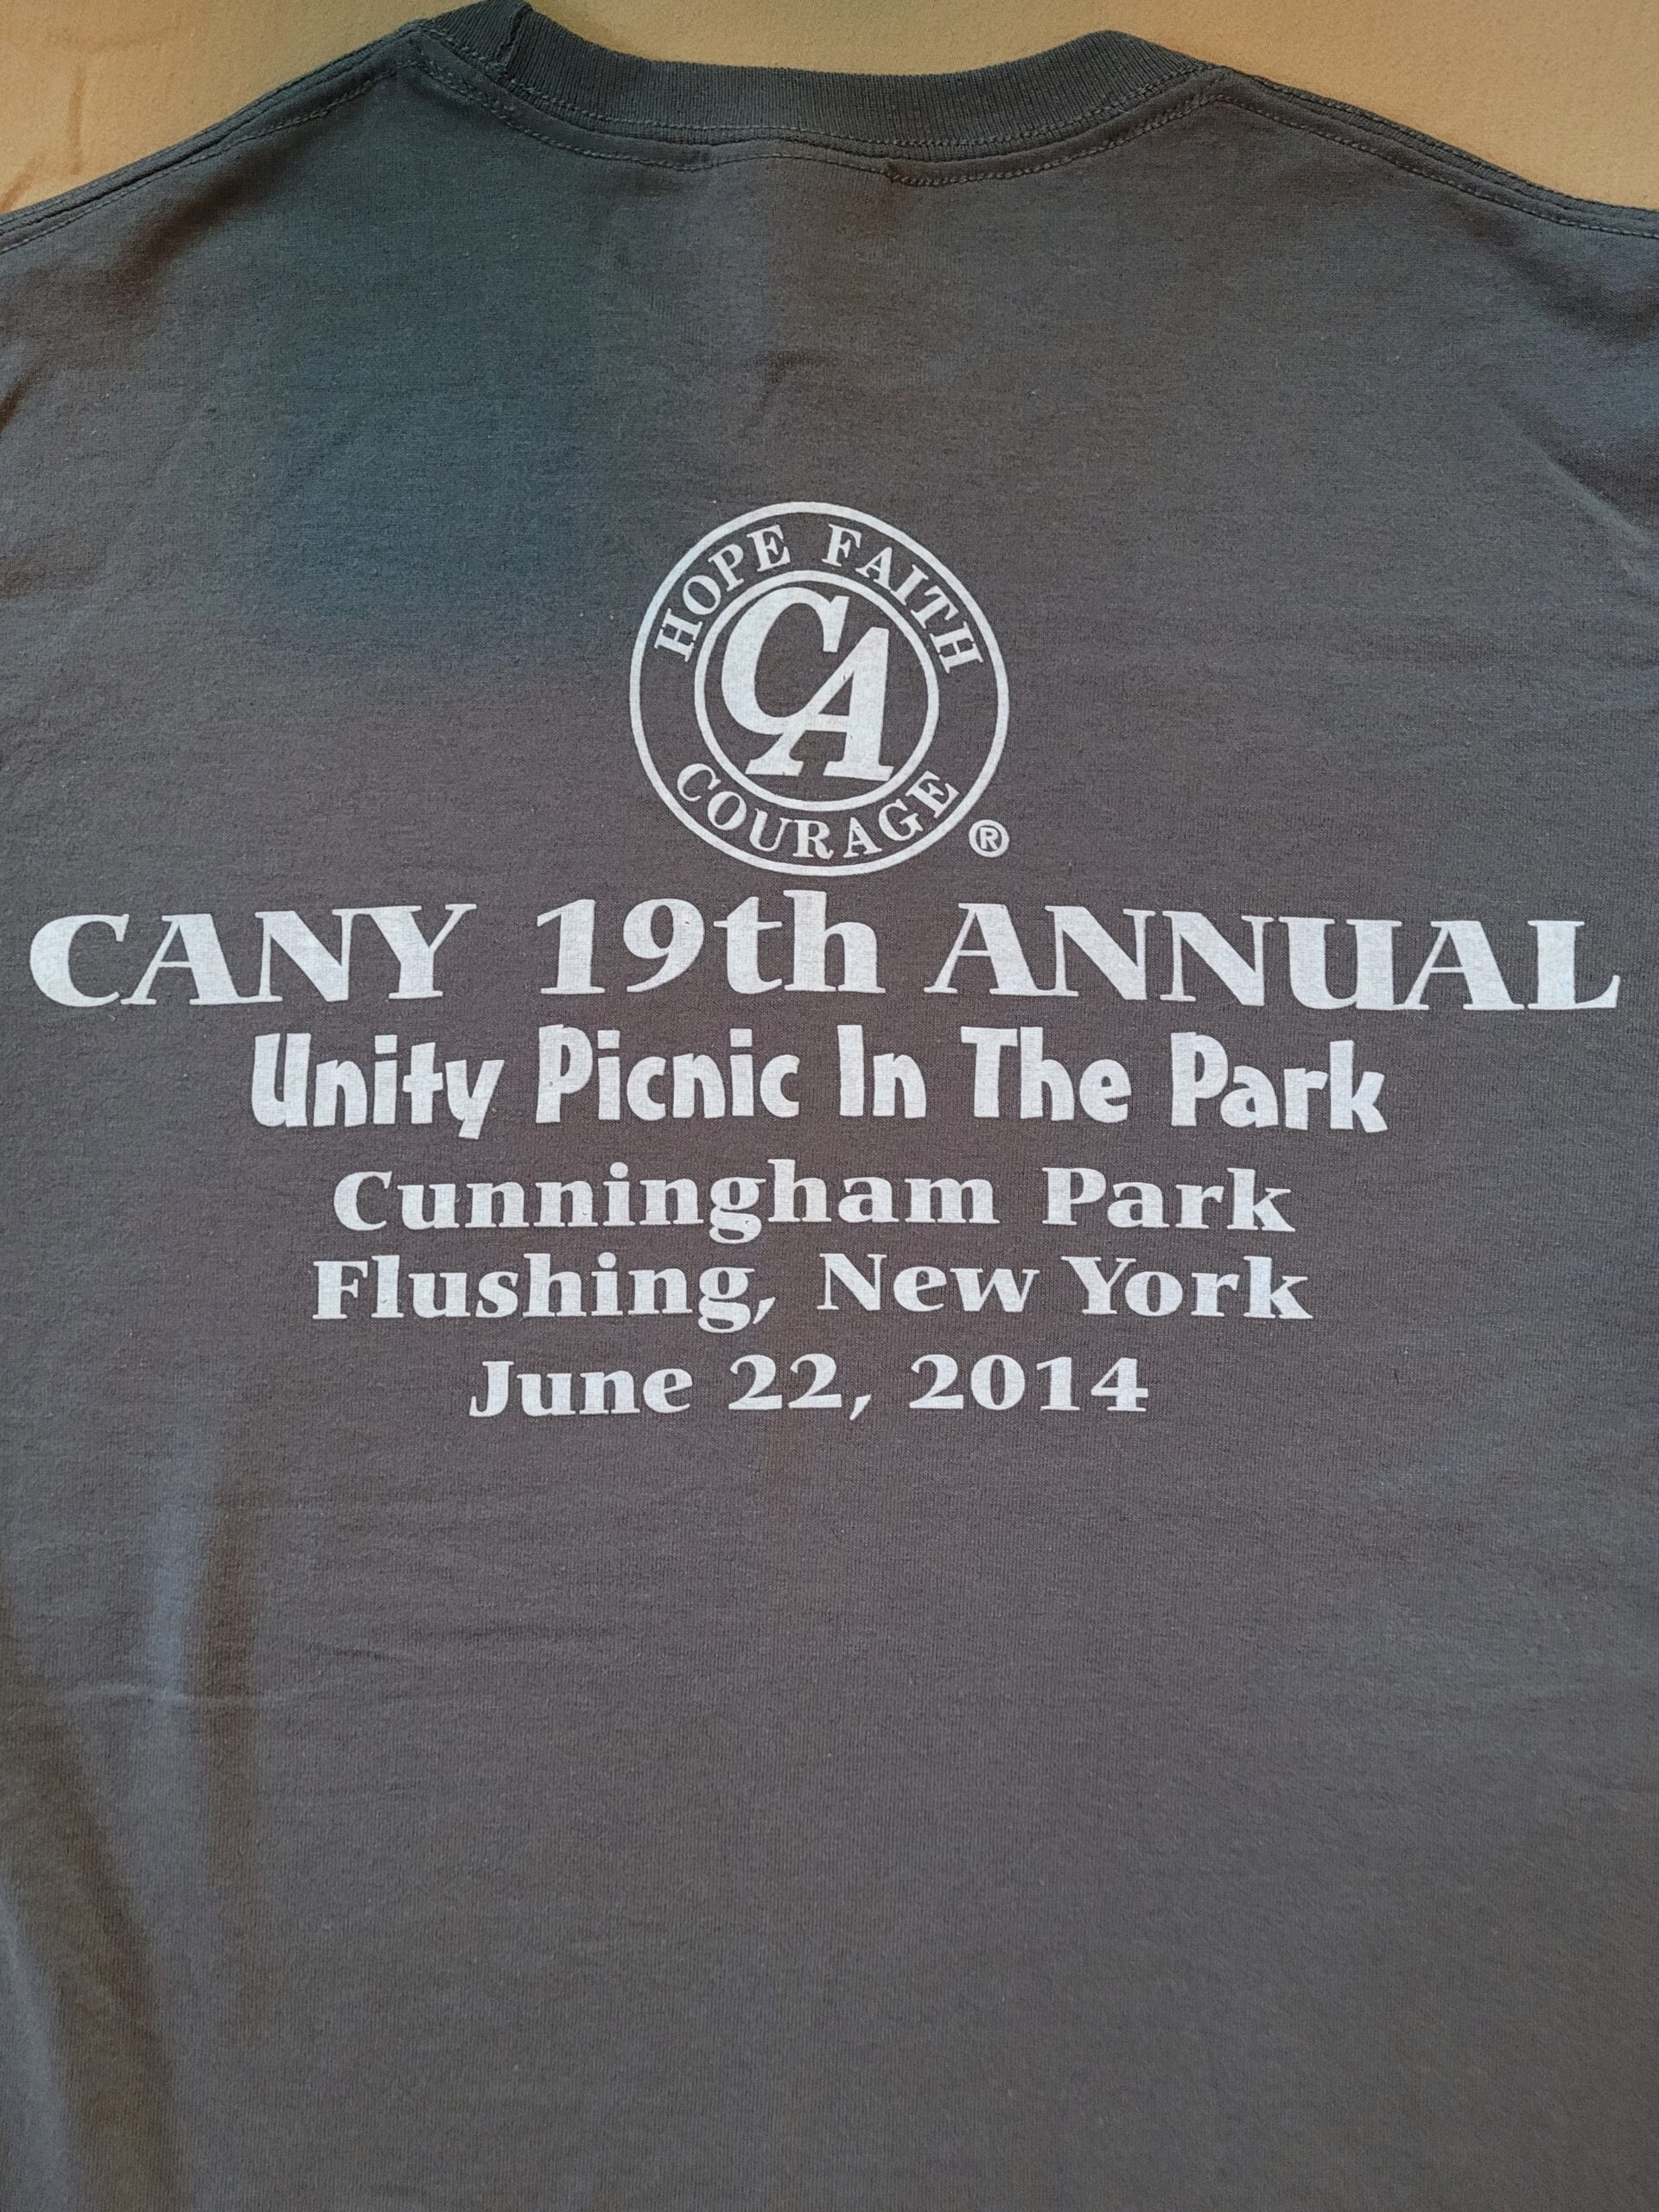 HOPE FAITH
CA
COURAGE
®
CANY 19th ANNUAL
Unity Picnic In The Park
Cunningham Park
Flushing, New York
June 22, 2014